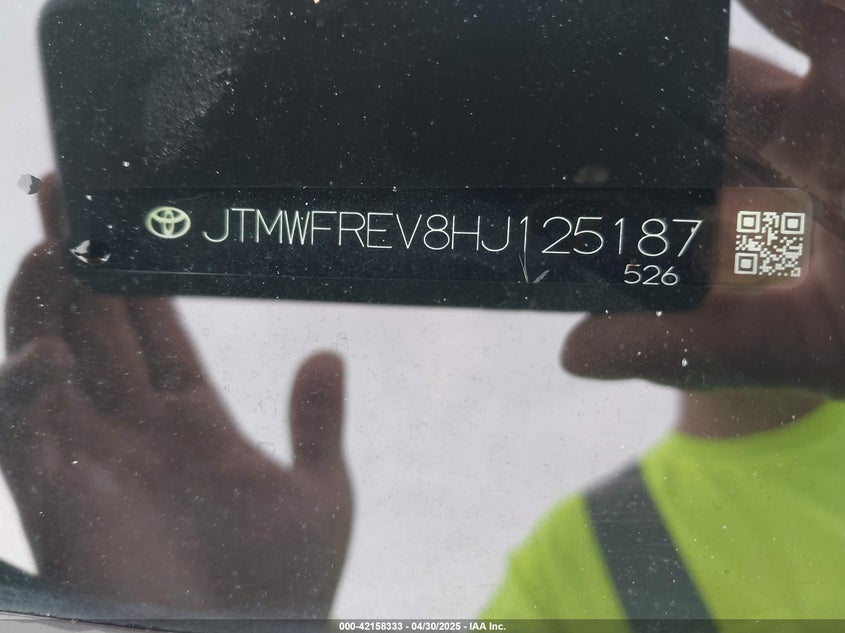 JTMWFREV8HJ125187
526
000-42158333 - 04/30/2025 - IAA Inc.